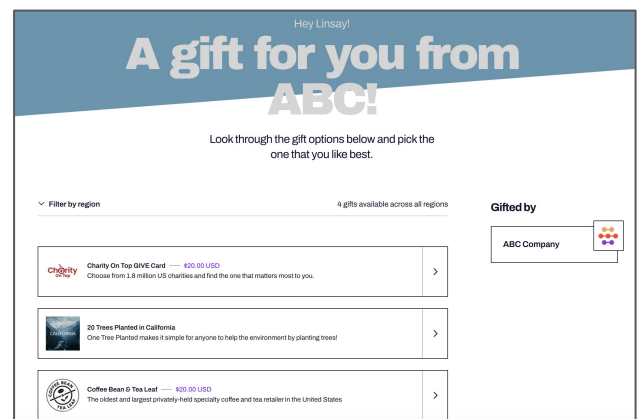 Hey Linsay!
A gift for you from
ABC!
Look through the gift options below and pick the
one that you like best.
Filter by region
4 gifts available across all regions
Gifted by
ABC Company
Charity
On Top
Charity On Top GIVE Card — $20.00 USD
Choose from 1.8 million US charities and find the one that matters most to you.
CALIFORNIA
20 Trees Planted in California
One Tree Planted makes it simple for anyone to help the environment by planting trees!
COFFEE BEAN
TEA LEAF
Coffee Bean & Tea Leaf — $20.00 USD
The oldest and largest privately-held specialty coffee and tea retailer in the United States